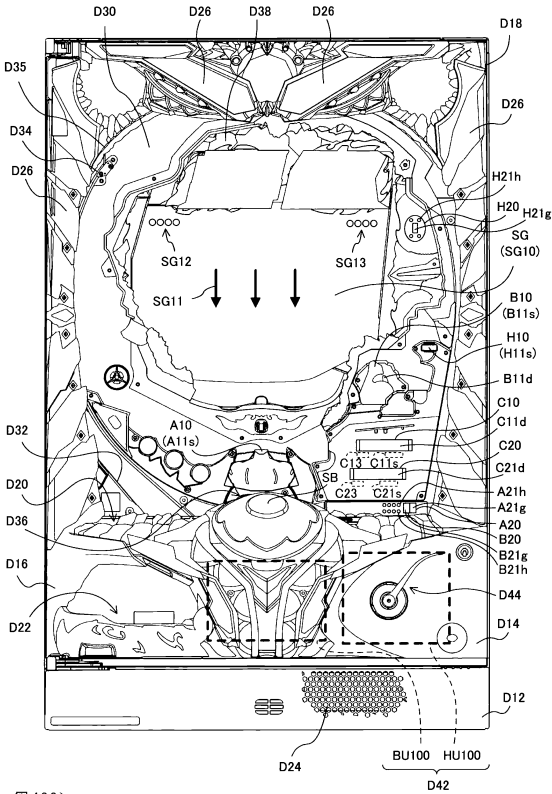 D30
D26
D38
D26
D18
D35
D34
D26
D26
H21h
H20
H21g
SG
(SG10)
SG12
SG13
SG11
B10
(B11s)
H10
(H11s)
B11d
C10
C11d
A10
(A11s)
D32
C13
C11s
C20
SB
C21d
D20
C23
C21s
A21h
A21g
D36
A20
B20
B21g
D16
B21h
D44
D22
D14
D12
D24
BU100
HU100
D42